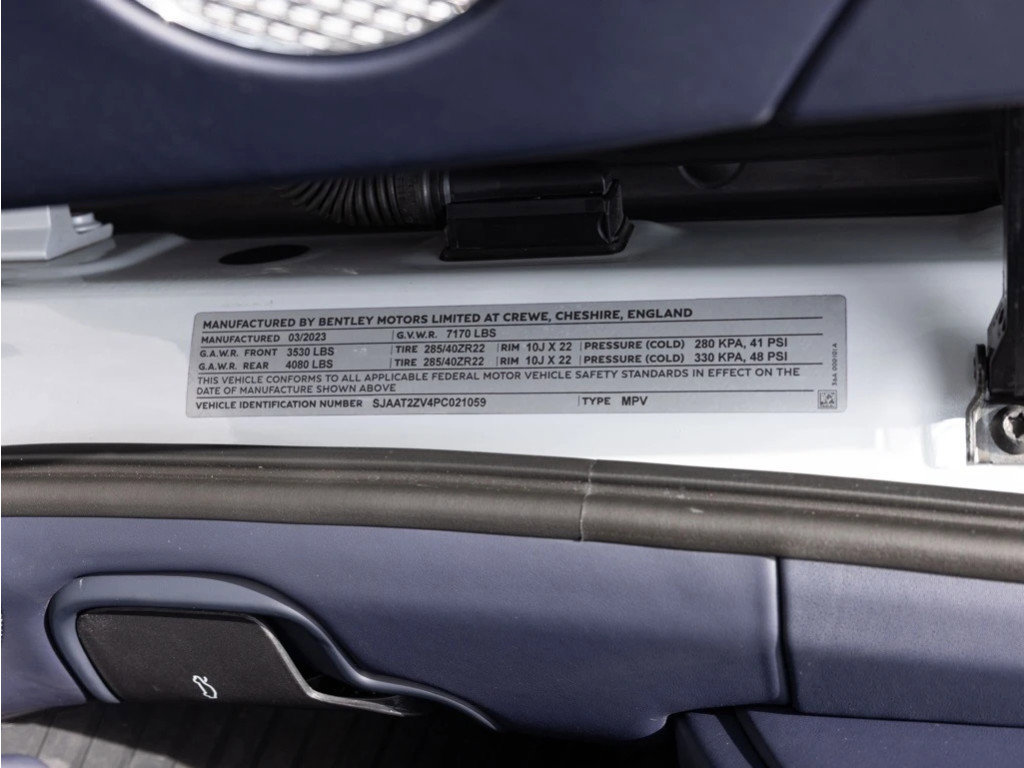 MANUFACTURED BY BENTLEY MOTORS LIMITED AT CREWE, CHESHIRE, ENGLAND
MANUFACTURED 03/2023 G.V.W.R. 7170 LBS
G.A.W.R. FRONT 3530 LBS TIRE 285/40ZR22 RIM 10J X 22 PRESSURE (COLD) 280 KPA, 41 PSI
G.A.W.R. REAR 4080 LBS TIRE 285/40ZR22 RIM 10J X 22 PRESSURE (COLD) 330 KPA, 48 PSI
THIS VEHICLE CONFORMS TO ALL APPLICABLE FEDERAL MOTOR VEHICLE SAFETY STANDARDS IN EFFECT ON THE
DATE OF MANUFACTURE SHOWN ABOVE
VEHICLE IDENTIFICATION NUMBER SJAAT2ZV4PC021059 TYPE MPV
36A 000101 A